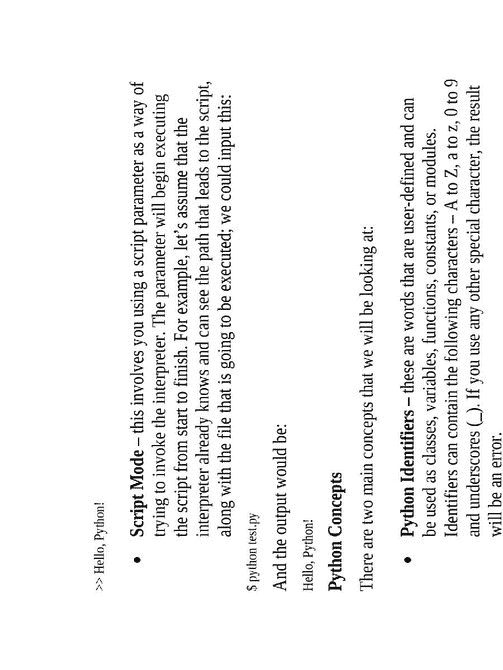 >> Hello, Python!
• Script Mode – this involves you using a script parameter as a way of
trying to invoke the interpreter. The parameter will begin executing
the script from start to finish. For example, let’s assume that the
interpreter already knows and can see the path that leads to the script,
along with the file that is going to be executed; we could input this:
$ python test-py
And the output would be:
Hello, Python!
Python Concepts
There are two main concepts that we will be looking at:
• Python Identifiers – these are words that are user-defined and can
be used as classes, variables, functions, constants, or modules.
Identifiers can contain the following characters – A to Z, a to z, 0 to 9
and underscores (_). If you use any other special character, the result
will be an error.